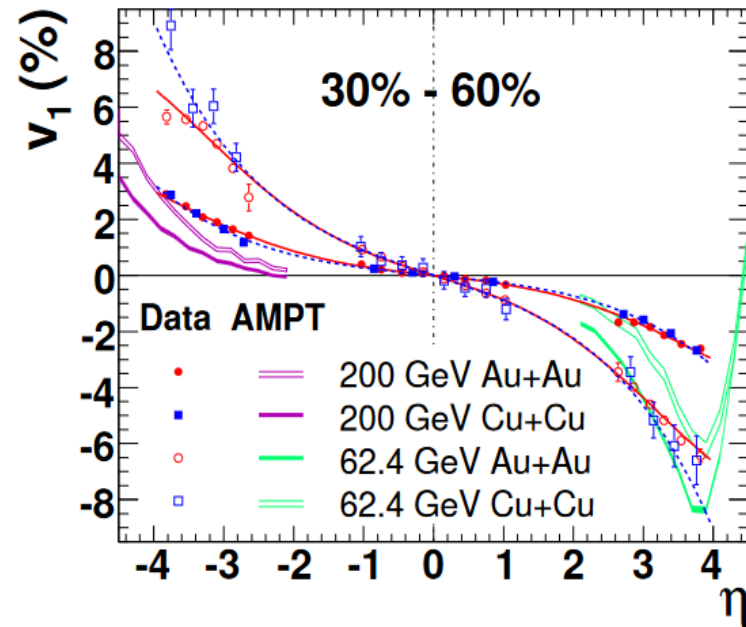 v1 (%)
30% - 60%
8
6
4
2
0
-2
-4
-6
-8
Data AMPT
200 GeV Au+Au
200 GeV Cu+Cu
62.4 GeV Au+Au
62.4 GeV Cu+Cu
-4 -3 -2 -1 0 1 2 3 4
η